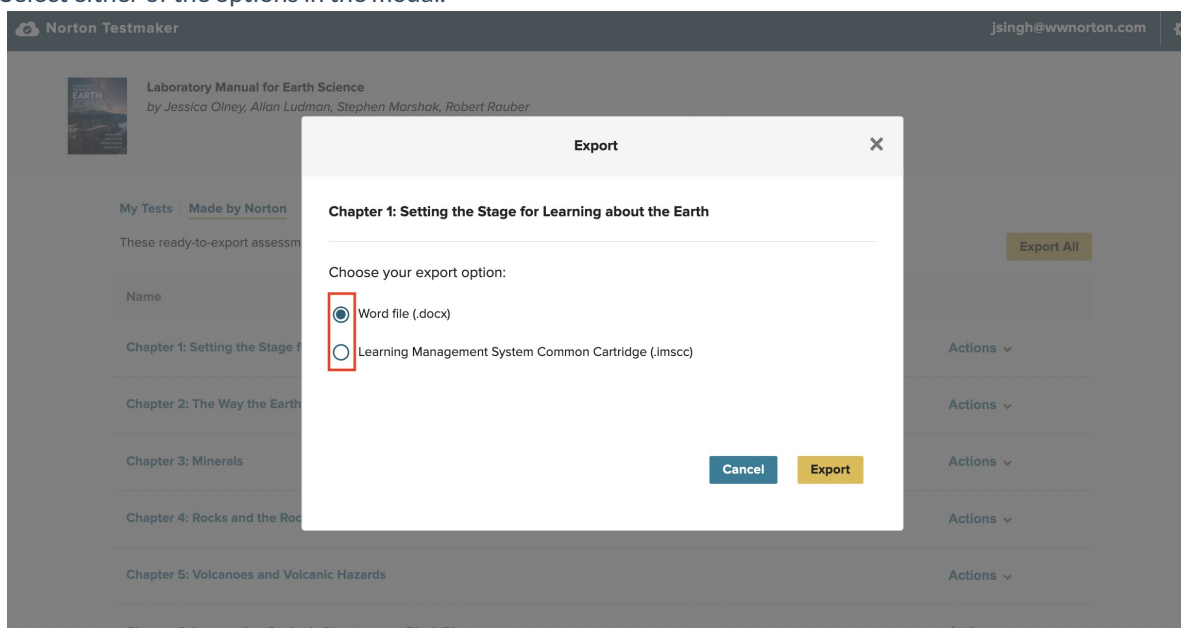 Select either of the options in the modal.
Norton Testmaker
jsingh@wwnorton.com
EARTH
SCIENCE
Laboratory Manual for Earth Science
by Jessica Olney, Allan Ludman, Stephen Marshak, Robert Rauber
Export
My Tests Made by Norton
These ready-to-export
Export All
Name
Chapter 1: Setting the Stage
Actions
Chapter 2: The Way the Earth
Actions
Chapter 3: Minerals
Actions
Chapter 4: Rocks and the
Actions
Chapter 5: Volcanoes and Volcanic Hazards
Actions
Chapter 1: Setting the Stage for Learning about the Earth
Choose your export option:
Word file (.docx)
Learning Management System Common Cartridge (.imscc)
Cancel
Export